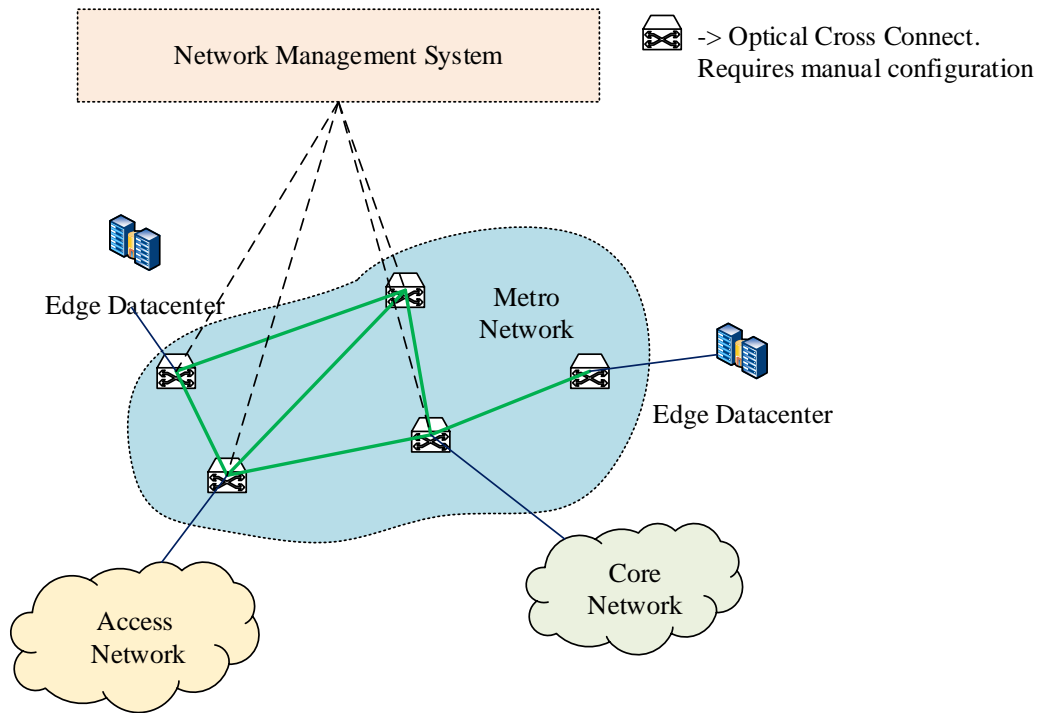 Network Management System
-> Optical Cross Connect.
Requires manual configuration
Edge Datacenter
Metro
Network
Edge Datacenter
Access
Network
Core
Network